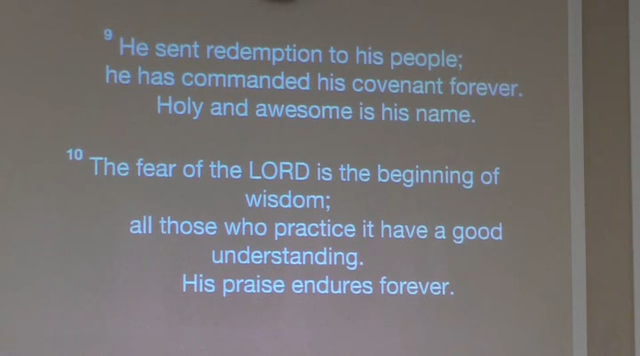 9 He sent redemption to his people;
he has commanded his covenant forever.
Holy and awesome is his name.
10 The fear of the LORD is the beginning of
wisdom;
all those who practice it have a good
understanding.
His praise endures forever.